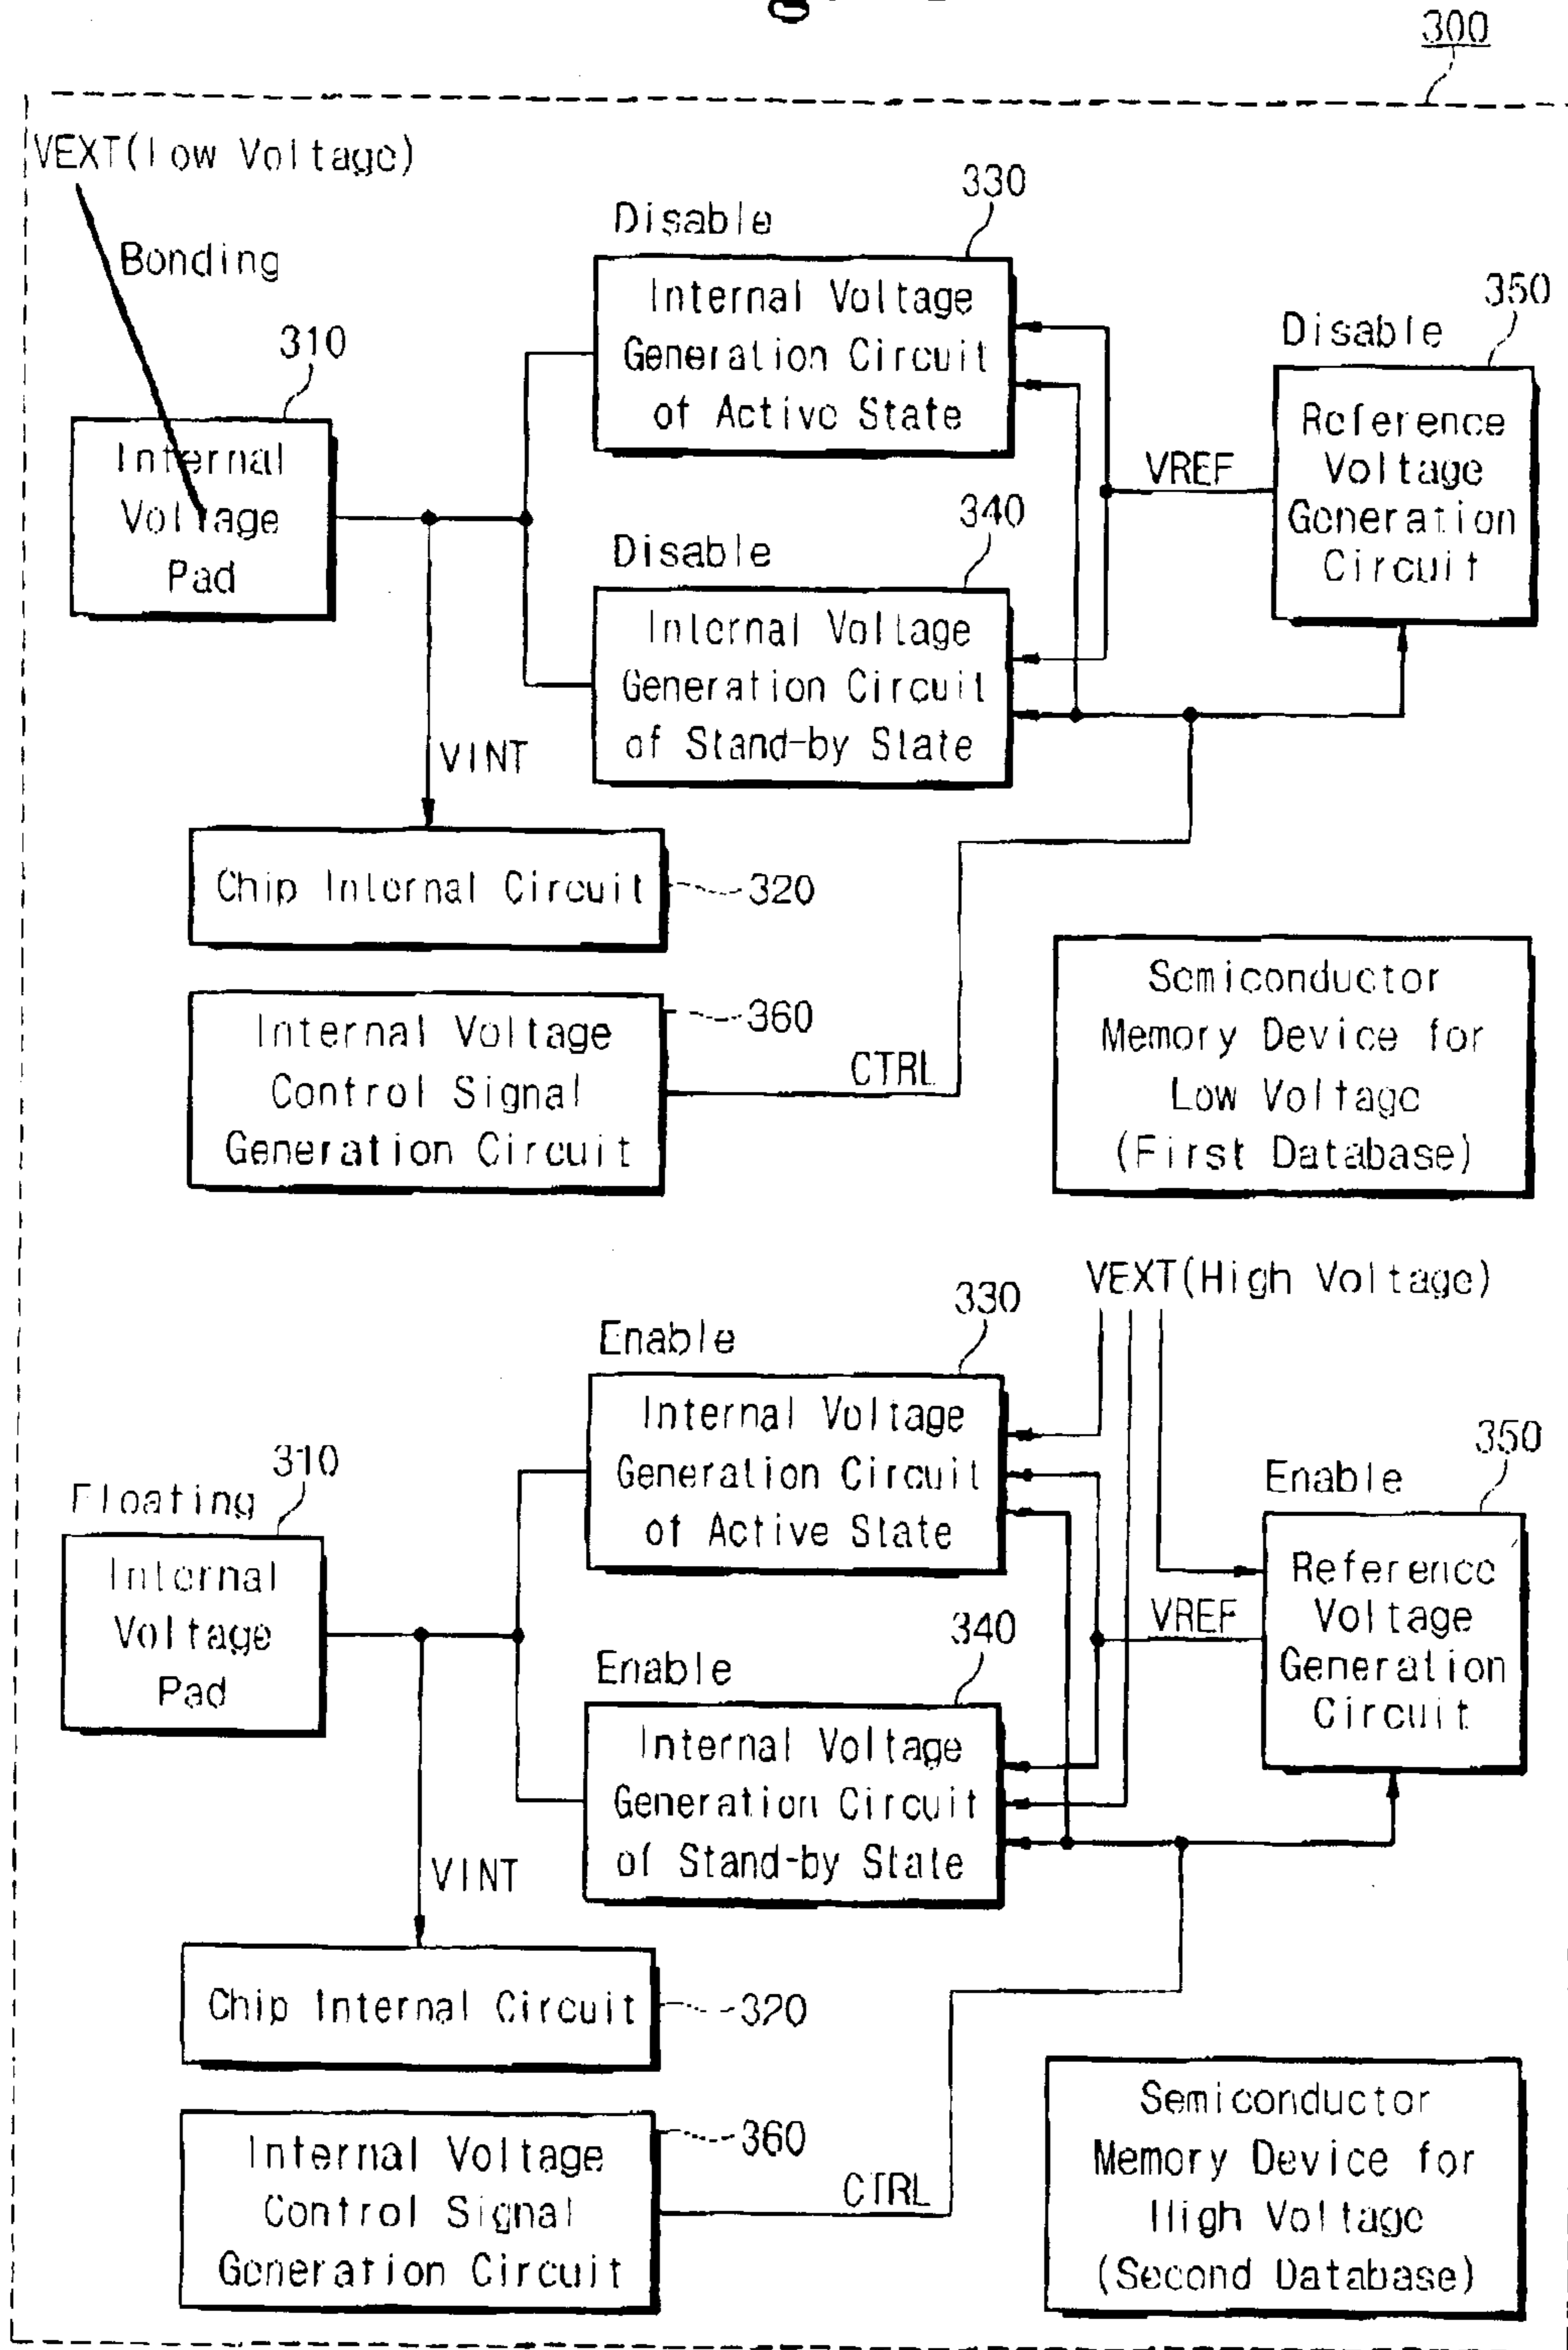 300
VEXT(Low Voltage)
Bonding
310
Internal
Voltage
Pad
Disable
330
Internal Voltage
Generation Circuit
of Active State
Disable
350
Reference
Voltage
Generation
Circuit
VREF
Disable
340
Internal Voltage
Generation Circuit
of Stand-by State
VINT
Chip Internal Circuit
320
Internal Voltage
Control Signal
Generation Circuit
360
CTRL
Semiconductor
Memory Device for
Low Voltage
(First Database)
VEXT(High Voltage)
Enable
330
Internal Voltage
Generation Circuit
of Active State
Floating
310
Internal
Voltage
Pad
Enable
350
Reference
Voltage
Generation
Circuit
VREF
Enable
340
Internal Voltage
Generation Circuit
of Stand-by State
VINT
Chip Internal Circuit
320
Internal Voltage
Control Signal
Generation Circuit
360
CTRL
Semiconductor
Memory Device for
High Voltage
(Second Database)